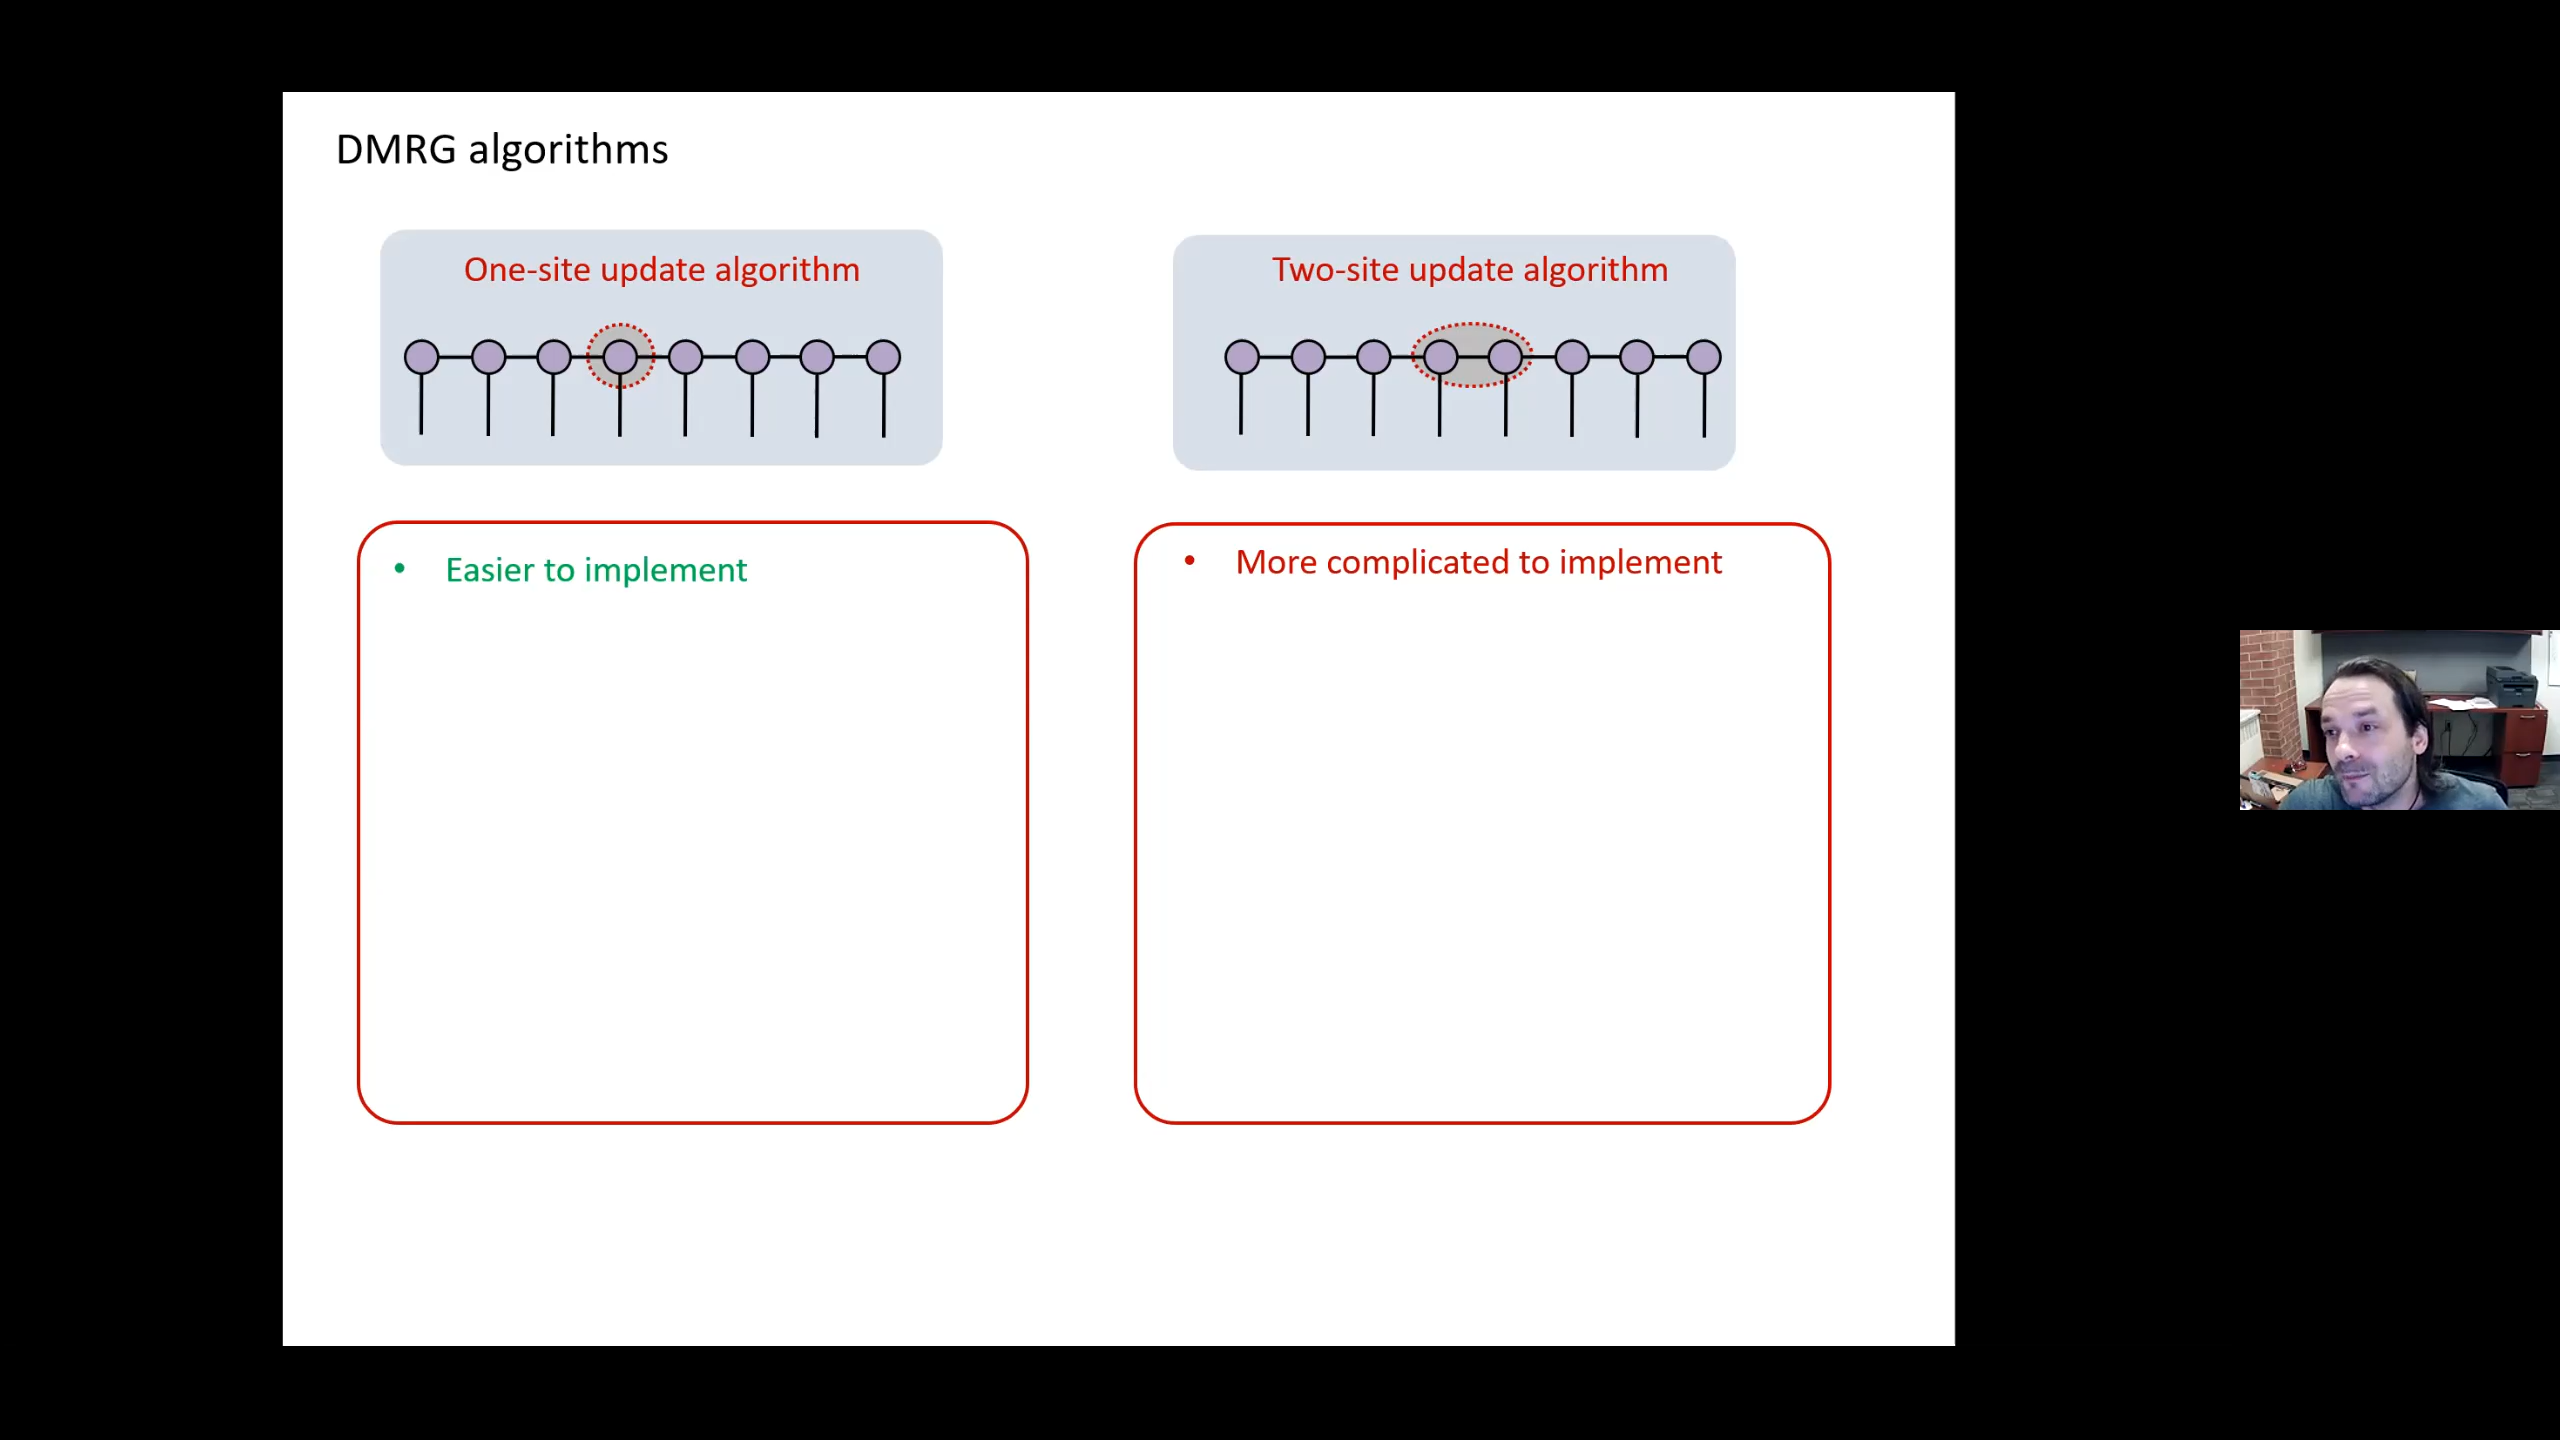 DMRG algorithms
One-site update algorithm
Two-site update algorithm
• Easier to implement
• More complicated to implement